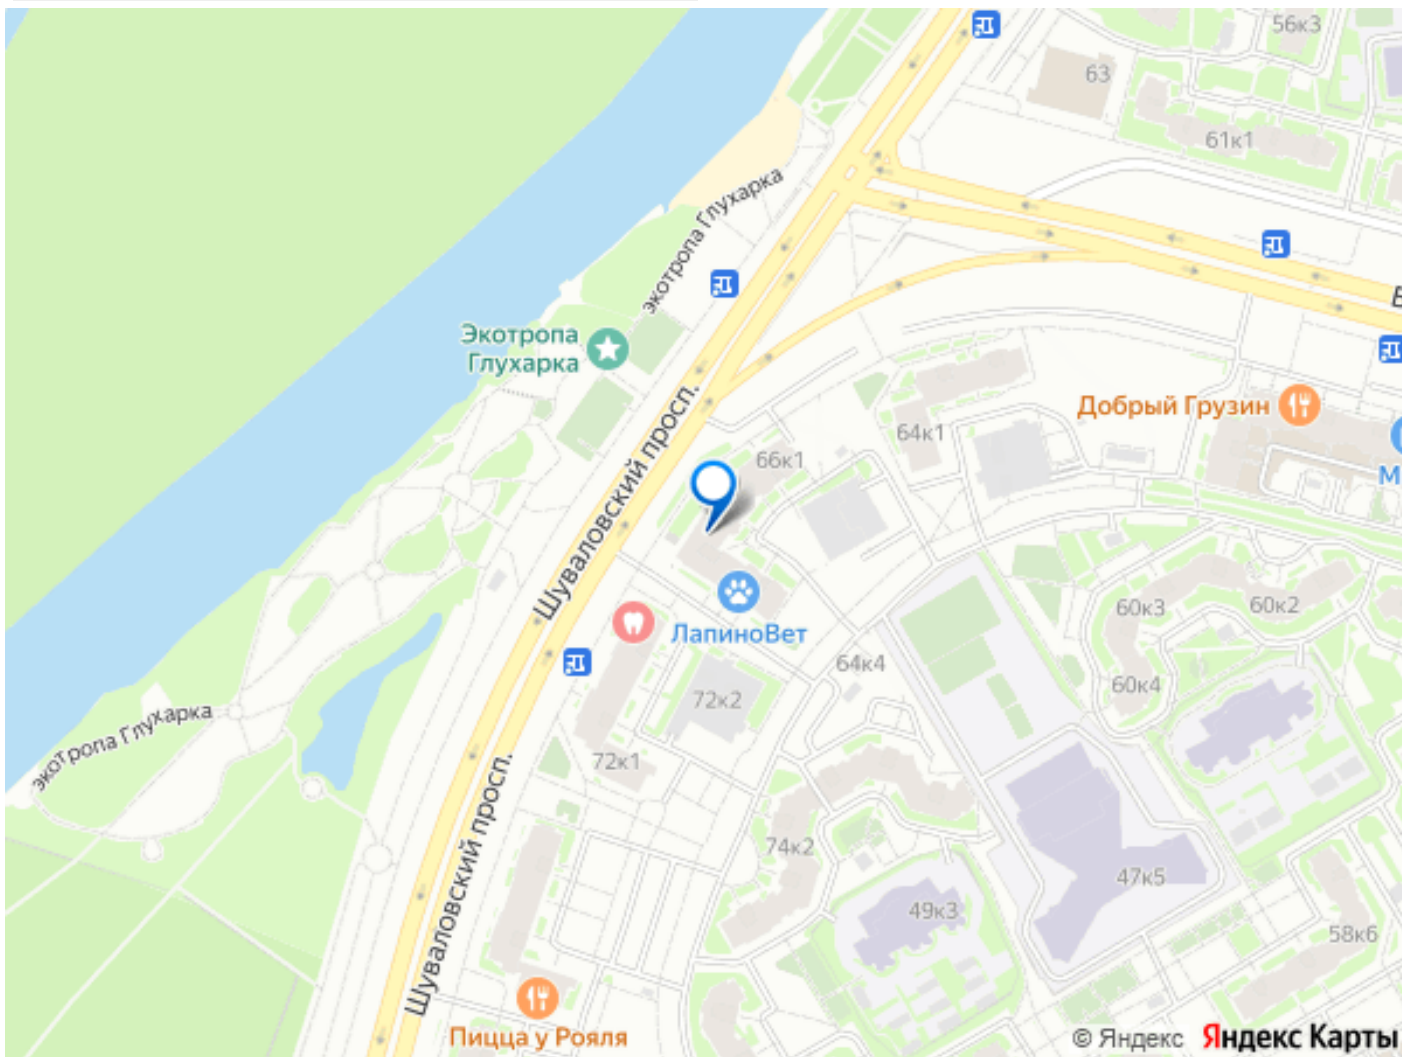 56к3
63
61к1
экотропа Глухарка
Экотропа
Глухарка
Добрый Грузин
64к1
66к1
М
Шуваловский просп.
ЛапиноВет
60к3
60к2
64к4
60к4
72к2
экотропа Глухарка
72к1
Шуваловский просп.
74к2
47к5
49к3
58к6
Пицца у Рояля
© Яндекс Яндекс Карты